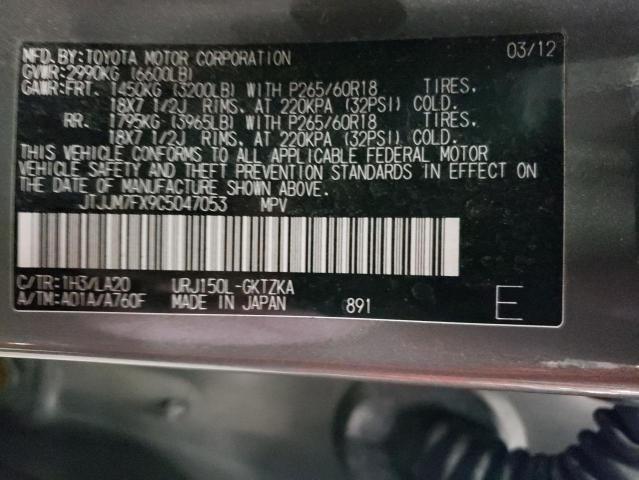 MFD.BY:TOYOTA MOTOR CORPORATION 03/12
GVWR:2990KG (6600LB)
GAWR:FRT. 1450KG (3200LB) WITH P265/60R18 TIRES.
18X7 1/2J RIMS. AT 220KPA (32PSI) COLD.
RR. 1795KG (3965LB) WITH P265/60R18 TIRES.
18X7 1/2J RIMS. AT 220KPA (32PSI) COLD.
THIS VEHICLE CONFORMS TO ALL APPLICABLE FEDERAL MOTOR
VEHICLE SAFETY AND THEFT PREVENTION STANDARDS IN EFFECT ON
THE DATE OF MANUFACTURE SHOWN ABOVE.
JTJJM7FX9C5047053 MPV
C/TR:1H3/LA20 URJ150L-GKTZKA
A/TM:A01A/A760F MADE IN JAPAN 891 E